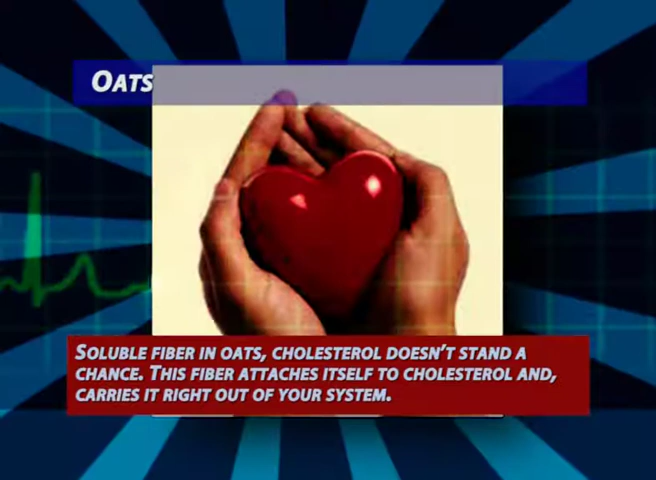 Oats
Soluble fiber in oats, cholesterol doesn't stand a
chance. This fiber attaches itself to cholesterol and,
carries it right out of your system.